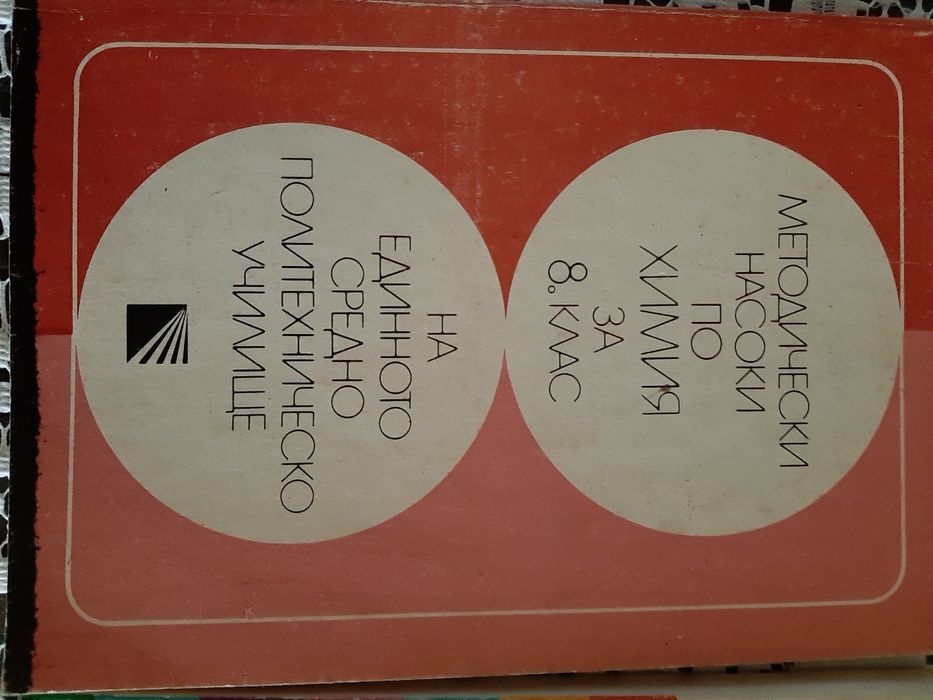 МЕТОДИЧЕСКИ
НАСОКИ
ПО
ХИМИЯ
ЗА
8. КЛАС
НА
ЕДИННОТО
СРЕДНО
ПОЛИТЕХНИЧЕСКО
УЧИЛИЩЕ